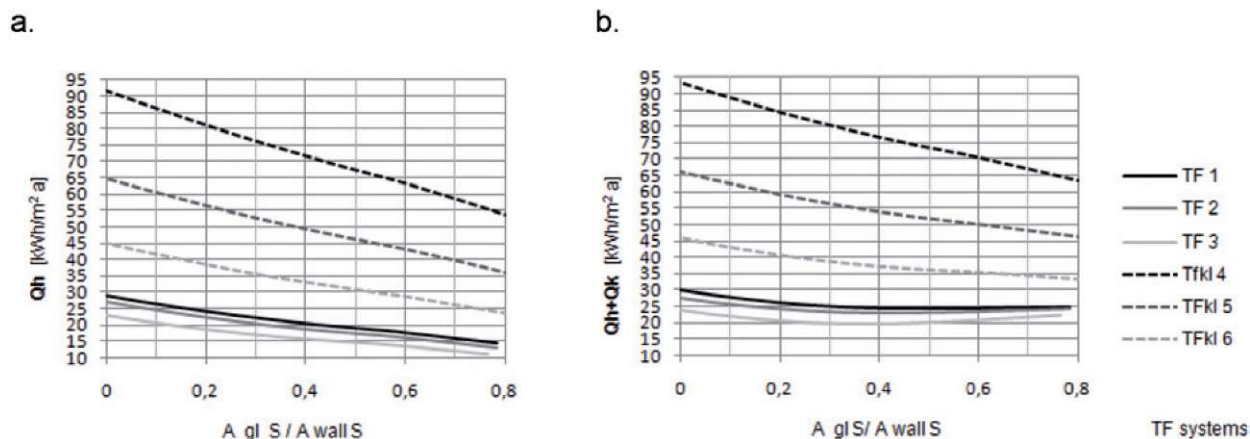 a.
95
90
85
80
75
70
65
60
55
50
45
40
35
30
25
20
15
10
Qh [kWh/m² a]
0 0,2 0,4 0,6 0,8
A gl S / A wall S
b.
95
90
85
80
75
70
65
60
55
50
45
40
35
30
25
20
15
10
Qh+Qk [kWh/m² a]
0 0,2 0,4 0,6 0,8
A gl S/ A wall S
TF 1
TF 2
TF 3
Tfkl 4
TFkl 5
TFkl 6
TF systems